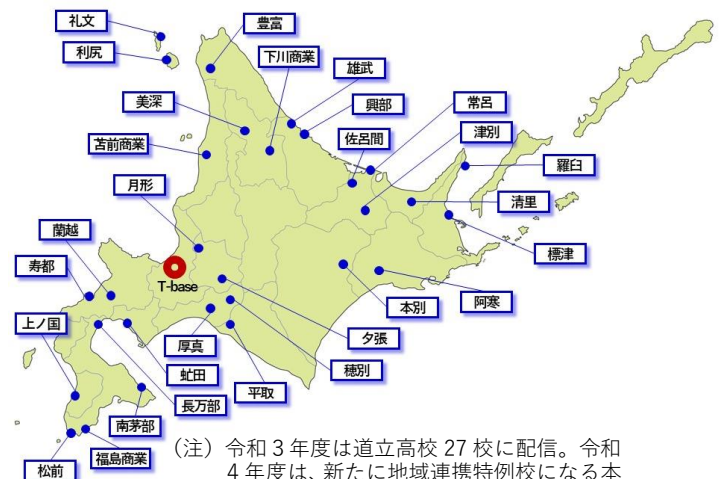 礼文
豊富
利尻
下川商業
雄武
美深
興部
常呂
苫前商業
佐呂間
津別
羅臼
月形
清里
蘭越
標津
寿都
T-base
本別
阿寒
上ノ国
厚真
夕張
虻田
穂別
長万部
平取
南茅部
松前
福島商業
（注）令和３年度は道立高校 27 校に配信。令和
４年度は、新たに地域連携特例校になる本